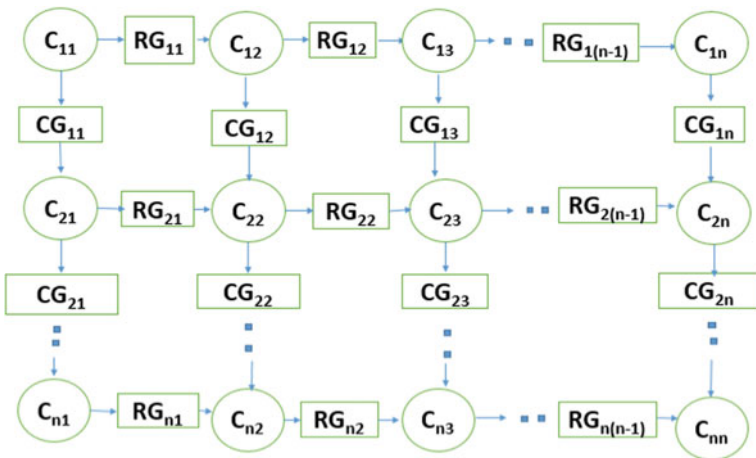 C11 RG11 C12 RG12 C13 RG1(n-1) C1n
CG11 CG12 CG13 CG1n
C21 RG21 C22 RG22 C23 RG2(n-1) C2n
CG21 CG22 CG23 CG2n
Cn1 RGn1 Cn2 RGn2 Cn3 RGn(n-1) Cnn